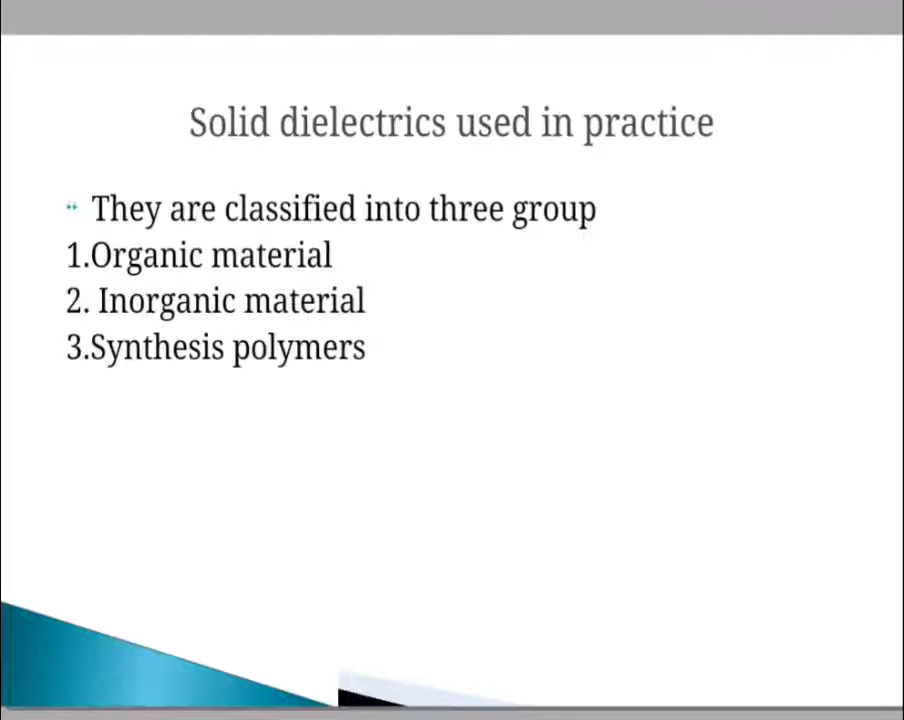 Solid dielectrics used in practice
They are classified into three group
1.Organic material
2. Inorganic material
3.Synthesis polymers